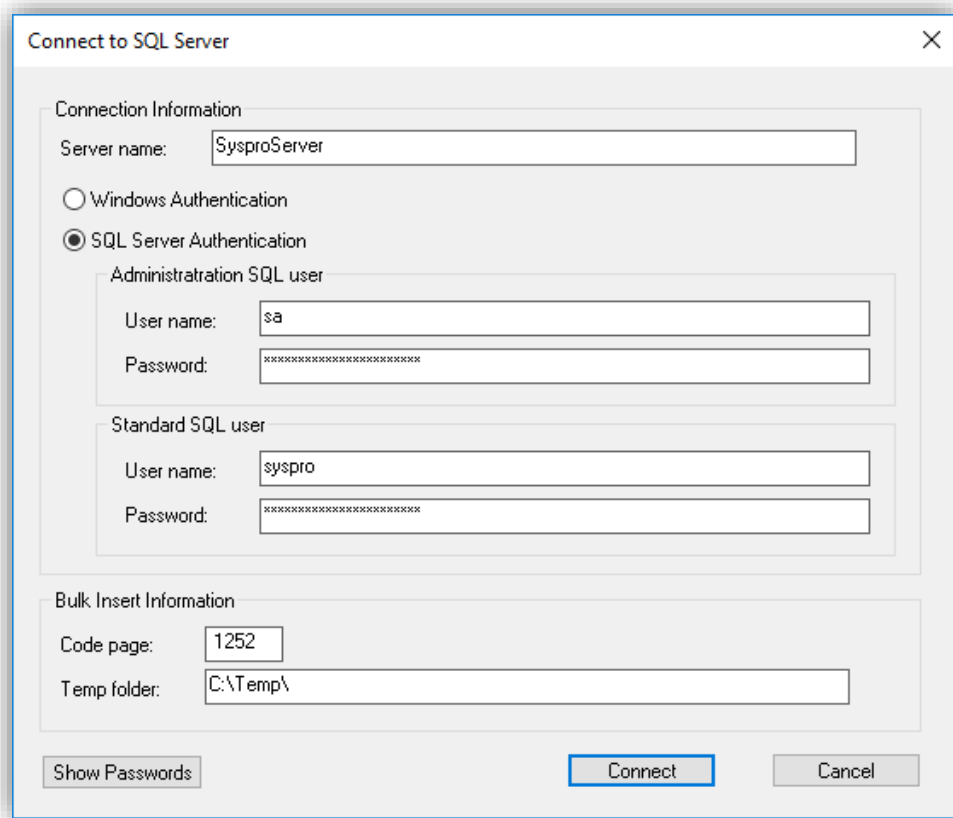 Connect to SQL Server
Connection Information
Server name: SysproServer
Windows Authentication
SQL Server Authentication
Administratration SQL user
User name: sa
Password: ***********************
Standard SQL user
User name: syspro
Password: ***********************
Bulk Insert Information
Code page: 1252
Temp folder: C:\Temp\
Show Passwords Connect Cancel